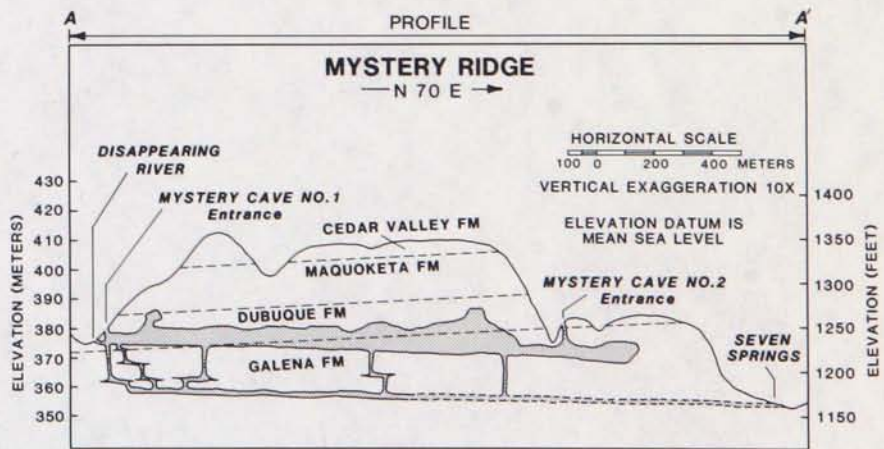 A
PROFILE
A'
MYSTERY RIDGE
N 70 E
HORIZONTAL SCALE
100 0 200 400 METERS
VERTICAL EXAGGERATION 10X
ELEVATION DATUM IS
MEAN SEA LEVEL
DISAPPEARING
RIVER
MYSTERY CAVE NO.1
Entrance
CEDAR VALLEY FM
MAQUOKETA FM
DUBUQUE FM
GALENA FM
MYSTERY CAVE NO.2
Entrance
SEVEN
SPRINGS
ELEVATION (METERS)
430
420
410
400
390
380
370
360
350
1400
1350
1300
1250
1200
1150
ELEVATION (FEET)